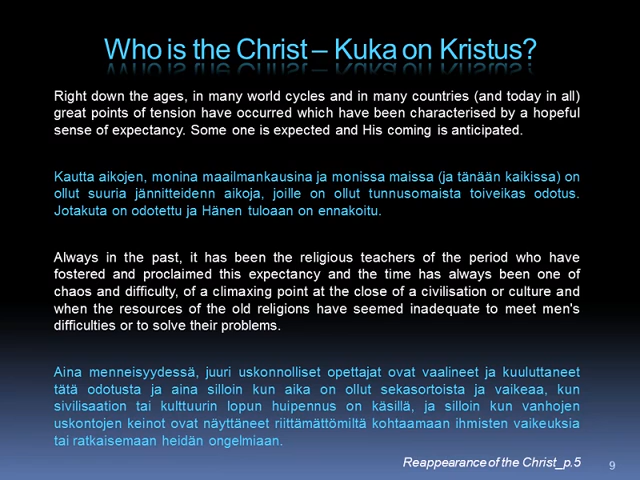 Who is the Christ – Kuka on Kristus?
Right down the ages, in many world cycles and in many countries (and today in all)
great points of tension have occurred which have been characterised by a hopeful
sense of expectancy. Some one is expected and His coming is anticipated.
Kautta aikojen, monina maailmankausina ja monissa maissa (ja tänään kaikissa) on
ollut suuria jännitteidenn aikoja, joille on ollut tunnusomaista toiveikas odotus.
Jotakuta on odotettu ja Hänen tuloaan on ennakoitu.
Always in the past, it has been the religious teachers of the period who have
fostered and proclaimed this expectancy and the time has always been one of
chaos and difficulty, of a climaxing point at the close of a civilisation or culture and
when the resources of the old religions have seemed inadequate to meet men's
difficulties or to solve their problems.
Aina menneisyydessä, juuri uskonnolliset opettajat ovat vaalineet ja kuuluttaneet
tätä odotusta ja aina silloin kun aika on ollut sekasortoista ja vaikeaa, kun
sivilisaation tai kulttuurin lopun huipennus on käsillä, ja silloin kun vanhojen
uskontojen keinot ovat näyttäneet riittämättömiltä kohtaamaan ihmisten vaikeuksia
tai ratkaisemaan heidän ongelmiaan.
Reappearance of the Christ_p.5
9